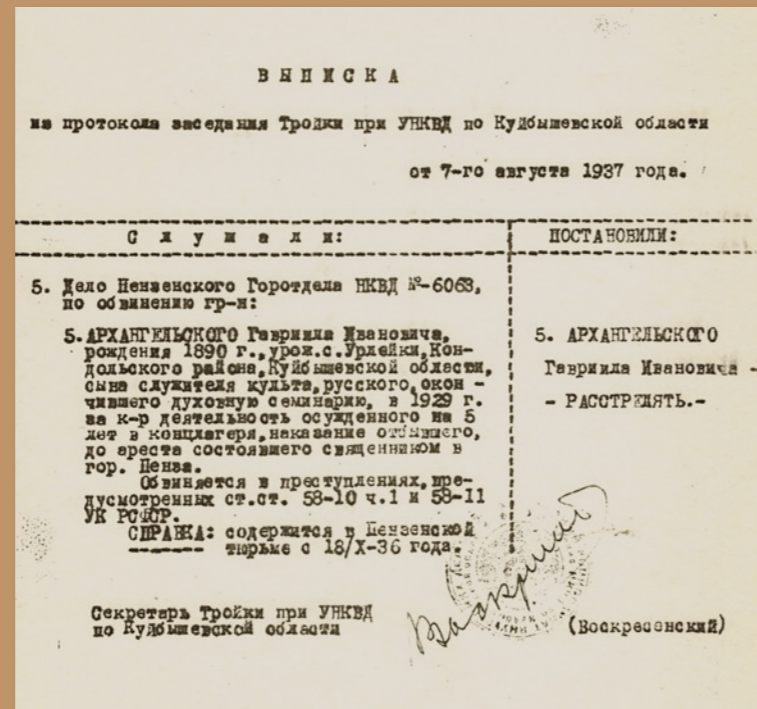 ВЫПИСКА
из протокола заседания Тройки при УНКВД по Куйбышевской области
от 7-го августа 1937 года.
Слушали:
ПОСТАНОВИЛИ:
5. Дело Пензенского Горотдела НКВД №-6063,
по обвинению гр-н:
5. АРХАНГЕЛЬСКОГО Гавриила Ивановича,
рождения 1890 г., урож.с.Урлейки, Кон-
дольского района, Куйбышевской области,
сына служителя культа, русского, окон -
чившего духовную семинарию, в 1929 г.
за к-р деятельность осужденного на 5
лет в концлагеря, наказание отбывшего,
до ареста состоявшего священником в
гор. Пенза.
Обвиняется в преступлениях, пре-
дусмотренных ст.ст. 58-10 ч.1 и 58-11
УК РСФСР.
СПРАВКА: содержится в Пензенской
тюрьме с 18/X-36 года.
5. АРХАНГЕЛЬСКОГО
Гавриила Ивановича -
- РАССТРЕЛЯТЬ.-
Секретарь Тройки при УНКВД
по Куйбышевской области
(Воскресенский)